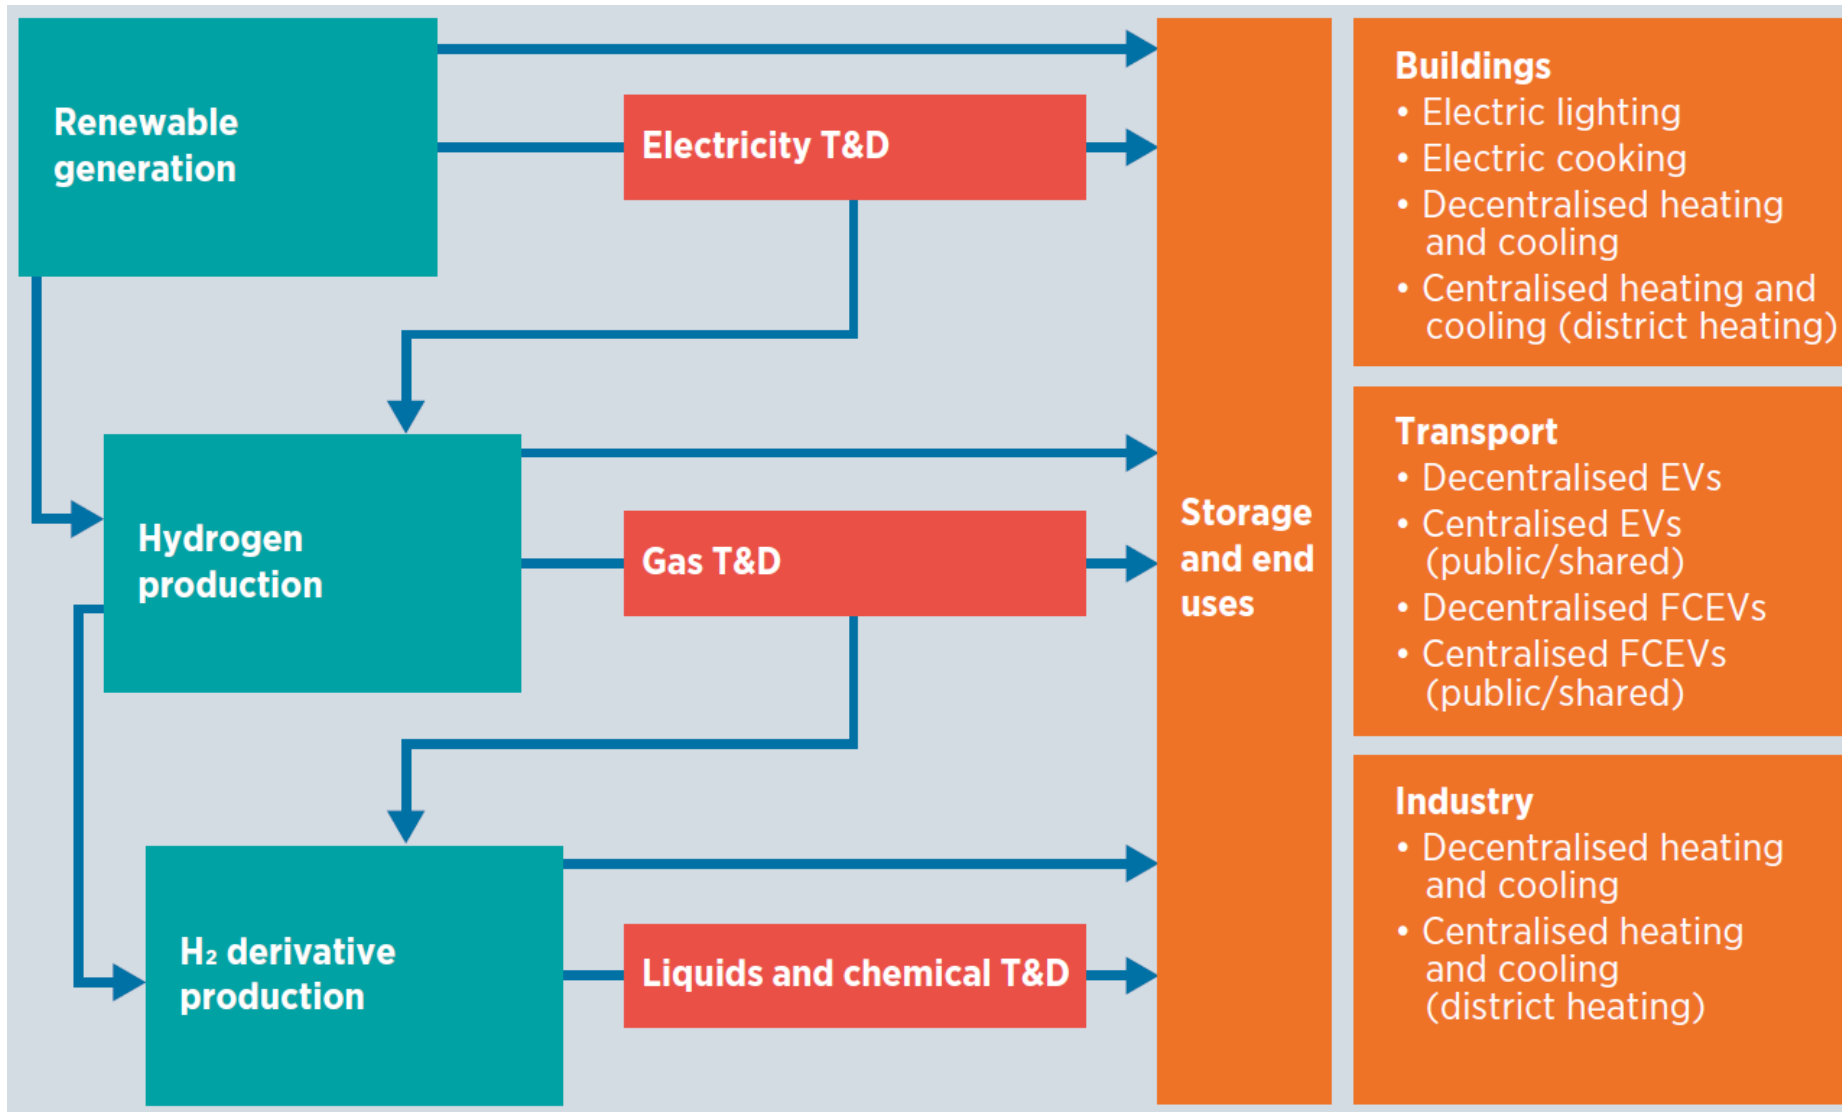 Renewable
generation
Electricity T&D
Hydrogen
production
Gas T&D
H₂ derivative
production
Liquids and chemical T&D
Storage
and end
uses
Buildings
• Electric lighting
• Electric cooking
• Decentralised heating
and cooling
• Centralised heating and
cooling (district heating)
Transport
• Decentralised EVs
• Centralised EVs
(public/shared)
• Decentralised FCEVs
• Centralised FCEVs
(public/shared)
Industry
• Decentralised heating
and cooling
• Centralised heating
and cooling
(district heating)